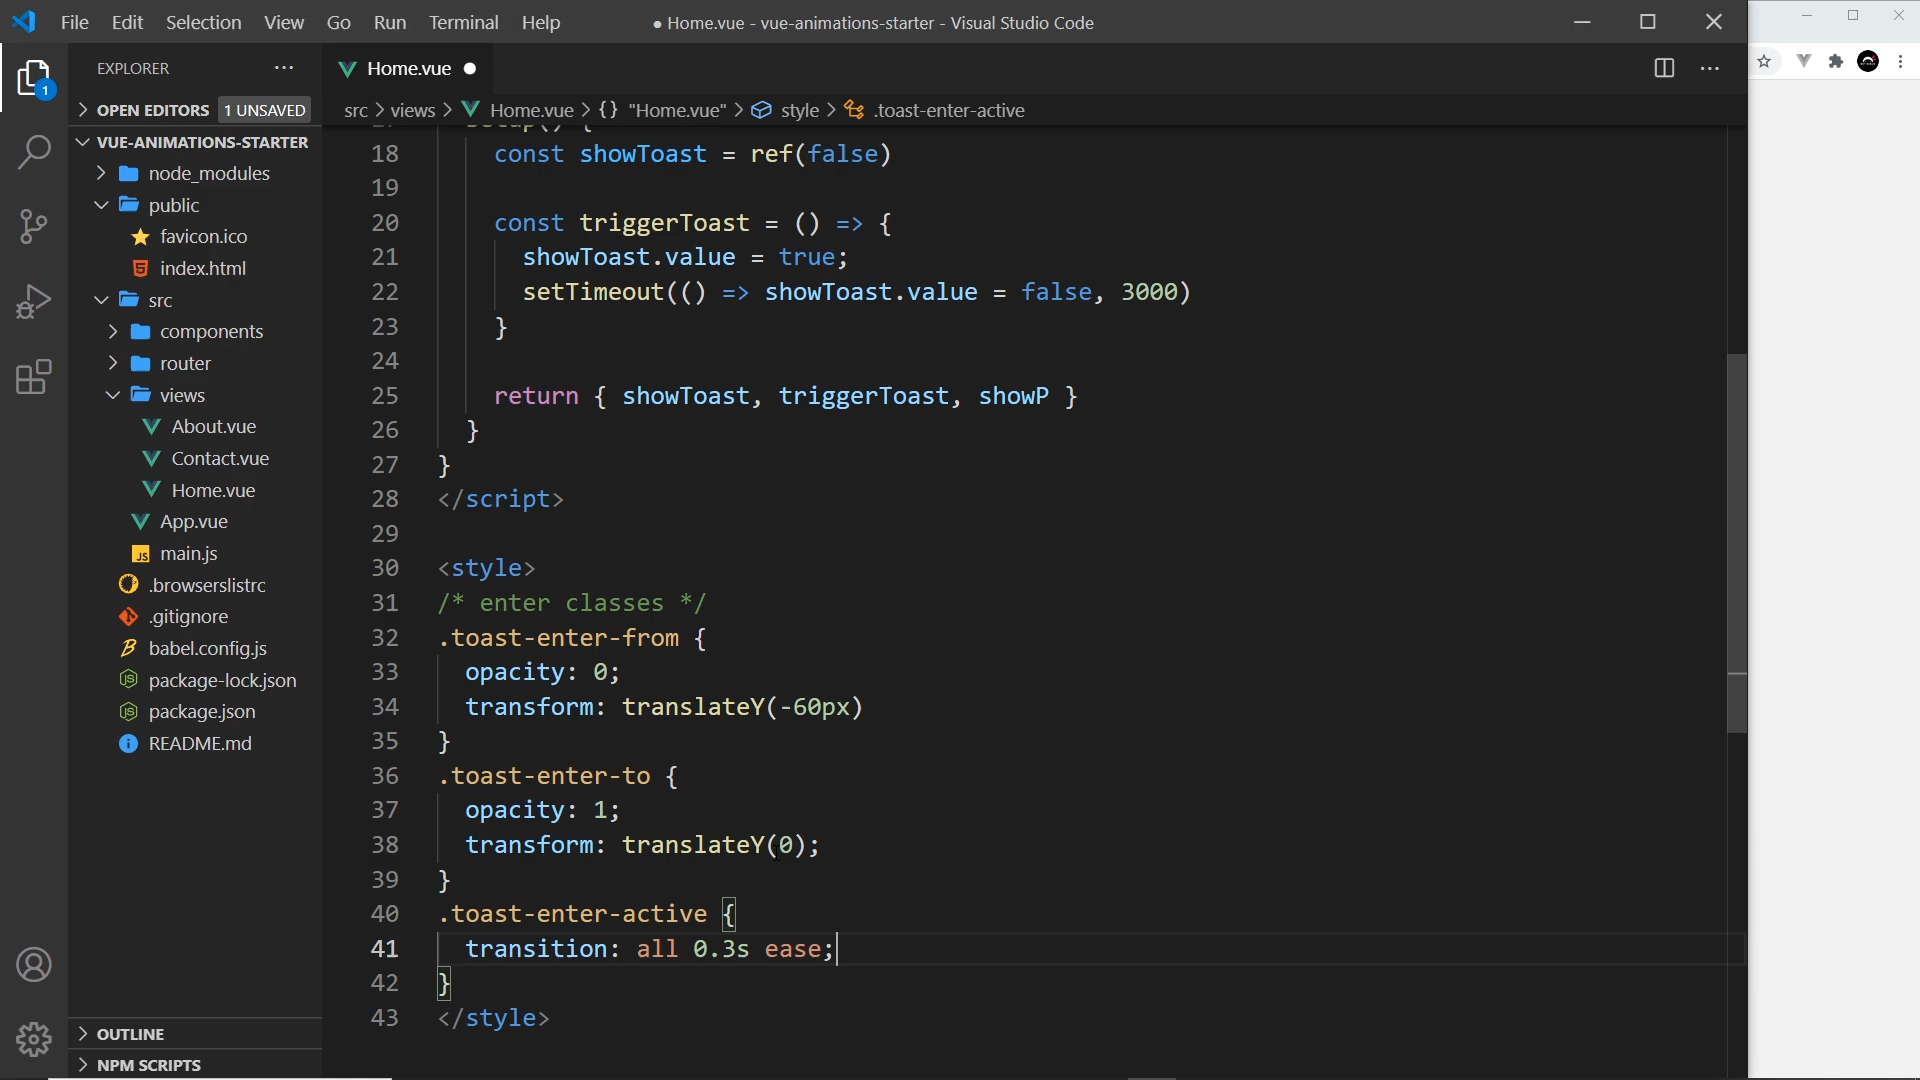 File Edit Selection View Go Run Terminal Help
● Home.vue - vue-animations-starter - Visual Studio Code
EXPLORER ...
Home.vue
1
OPEN EDITORS 1 UNSAVED
src > views > Home.vue > {} "Home.vue" > style > .toast-enter-active
VUE-ANIMATIONS-STARTER
node_modules
public
favicon.ico
index.html
src
components
router
views
About.vue
Contact.vue
Home.vue
App.vue
JS main.js
.browserslistrc
.gitignore
babel.config.js
package-lock.json
package.json
README.md
OUTLINE
NPM SCRIPTS
18 const showToast = ref(false)
19
20 const triggerToast = () => {
21 showToast.value = true;
22 setTimeout(() => showToast.value = false, 3000)
23 }
24
25 return { showToast, triggerToast, showP }
26 }
27 }
28 </script>
29
30 <style>
31 /* enter classes */
32 .toast-enter-from {
33 opacity: 0;
34 transform: translateY(-60px)
35 }
36 .toast-enter-to {
37 opacity: 1;
38 transform: translateY(0);
39 }
40 .toast-enter-active {
41 transition: all 0.3s ease;
42 }
43 </style>